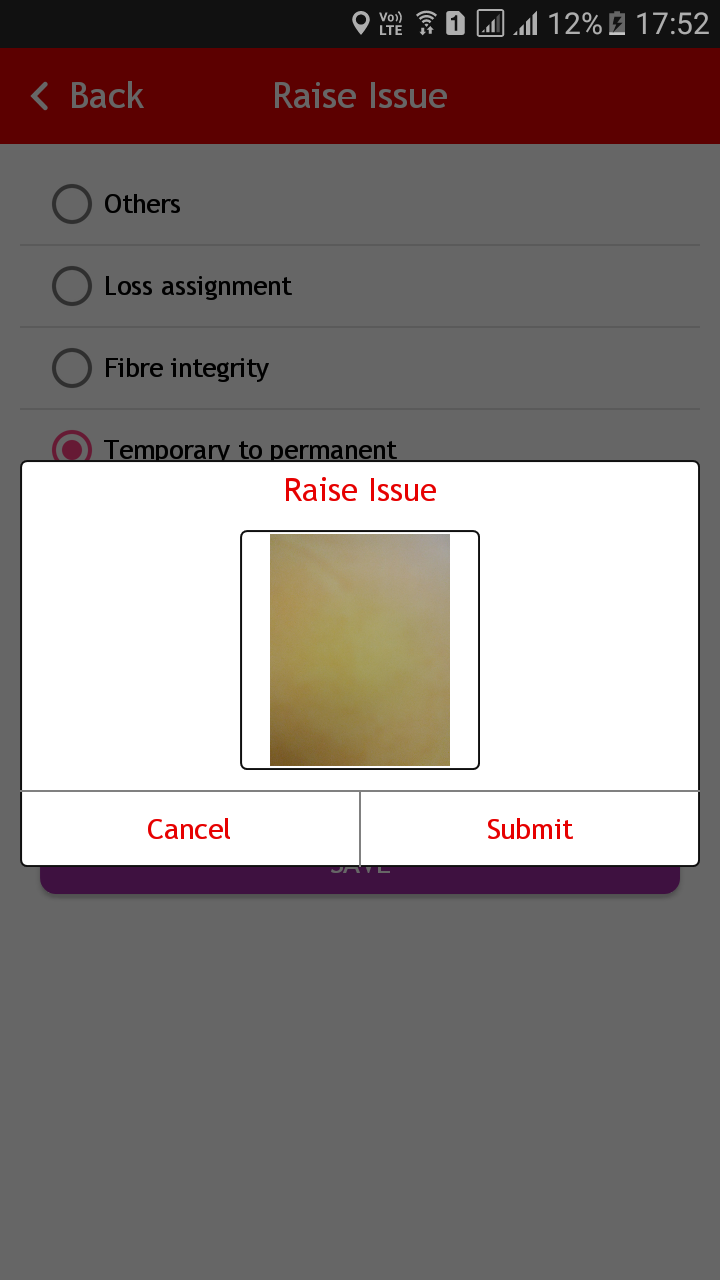 Vo)) LTE 1 12% 17:52
Back Raise Issue
Others
Loss assignment
Fibre integrity
Temporary to permanent
Raise Issue
Cancel Submit
SAVE